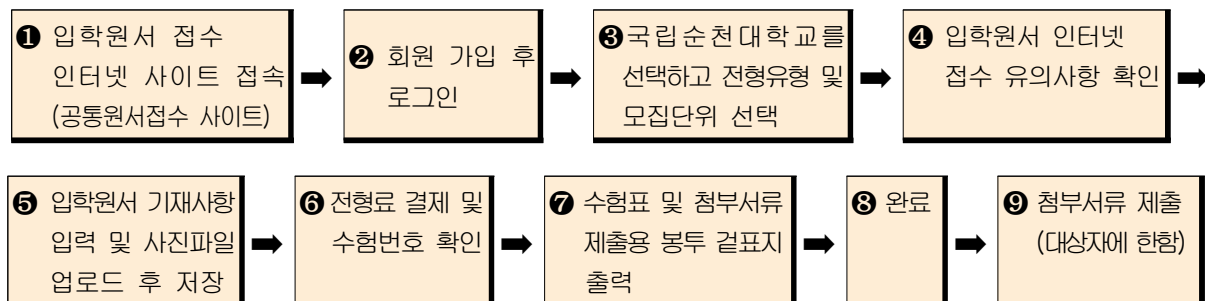 ❶ 입학원서 접수
인터넷 사이트 접속
(공통원서접수 사이트)
❷ 회원 가입 후
로그인
❸국립순천대학교를
선택하고 전형유형 및
모집단위 선택
❹ 입학원서 인터넷
접수 유의사항 확인
❺ 입학원서 기재사항
입력 및 사진파일
업로드 후 저장
❻ 전형료 결제 및
수험번호 확인
❼ 수험표 및 첨부서류
제출용 봉투 겉표지
출력
❽ 완료
❾ 첨부서류 제출
(대상자에 한함)